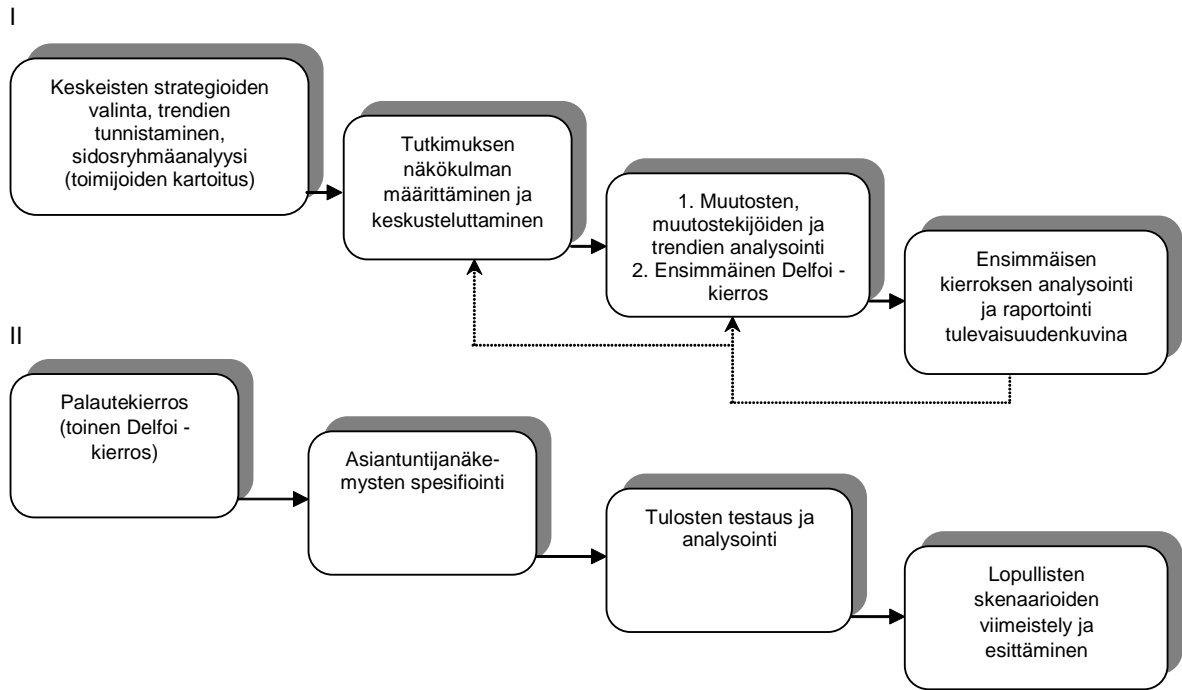 I
Keskeisten strategioiden
valinta, trendien
tunnistaminen,
sidosryhmäanalyysi
(toimijoiden kartoitus)
Tutkimuksen
näkökulman
määrittäminen ja
keskusteluttaminen
1. Muutosten,
muutostekijöiden ja
trendien analysointi
2. Ensimmäinen Delfoi -
kierros
Ensimmäisen
kierroksen analysointi
ja raportointi
tulevaisuudenkuvina
II
Palautekierros
(toinen Delfoi -
kierros)
Asiantuntijanäke-
mysten spesifiointi
Tulosten testaus ja
analysointi
Lopullisten
skenaarioiden
viimeistely ja
esittäminen